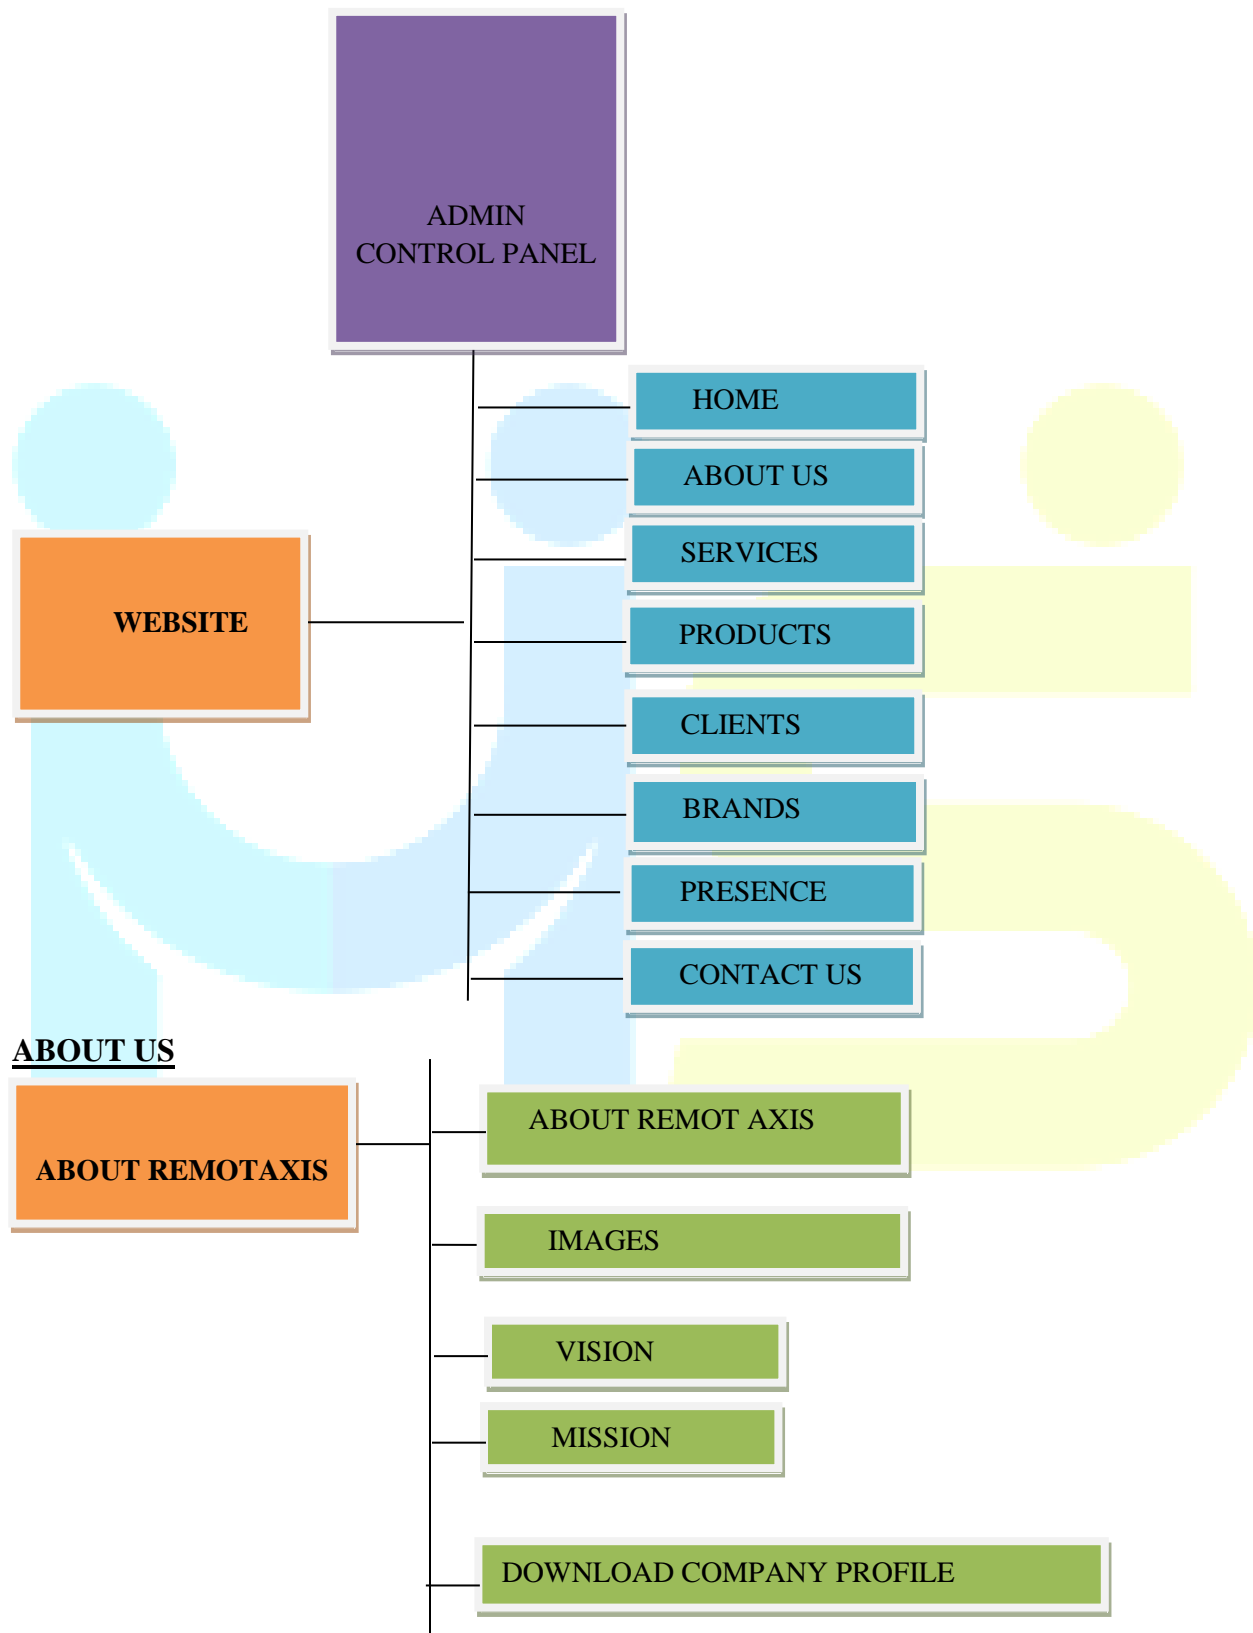 ADMIN
CONTROL PANEL
HOME
ABOUT US
SERVICES
WEBSITE
PRODUCTS
CLIENTS
BRANDS
PRESENCE
CONTACT US
ABOUT US
ABOUT REMOT AXIS
ABOUT REMOTAXIS
IMAGES
VISION
MISSION
DOWNLOAD COMPANY PROFILE